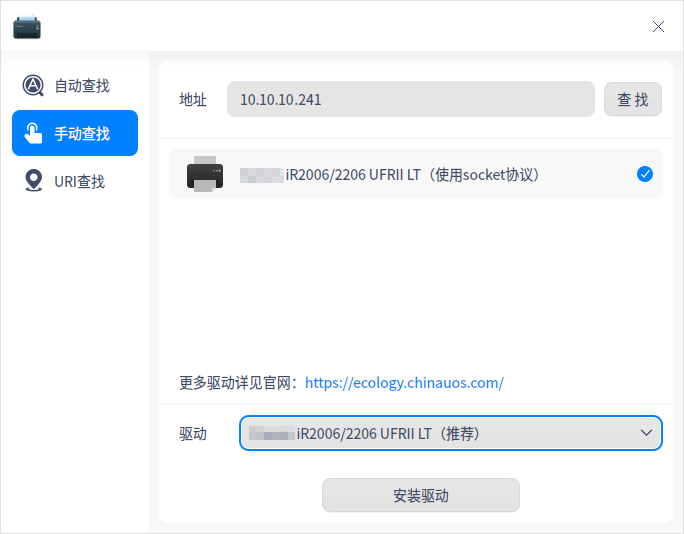 自动查找
手动查找
URI查找
地址
10.10.10.241
查 找
iR2006/2206 UFRII LT（使用socket协议）
更多驱动详见官网：https://ecology.chinauos.com/
驱动
iR2006/2206 UFRII LT（推荐）
安装驱动